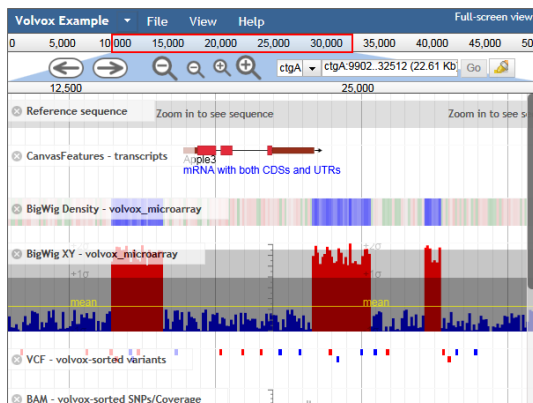 Volvox Example File View Help Full-screen view
0 5,000 10,000 15,000 20,000 25,000 30,000 35,000 40,000 45,000 50
ctgA ctgA:9902..32512 (22.61 Kb) Go
12,500 25,000
Reference sequence Zoom in to see sequence Zoom in to see s
CanvasFeatures - transcripts
Apple3
mRNA with both CDSs and UTRs
BigWig Density - volvox_microarray
BigWig XY - volvox_microarray
+2σ
+1σ +1σ
mean mean
VCF - volvox-sorted variants
BAM - volvox-sorted SNPs/Coverage